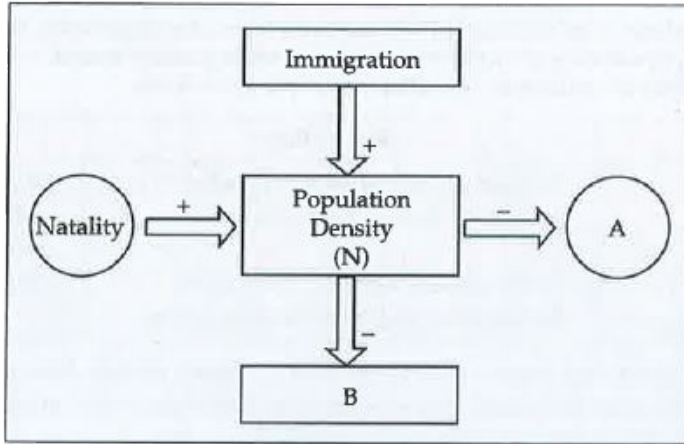 Immigration
+
Natality
+
Population
Density
(N)
–
A
–
B